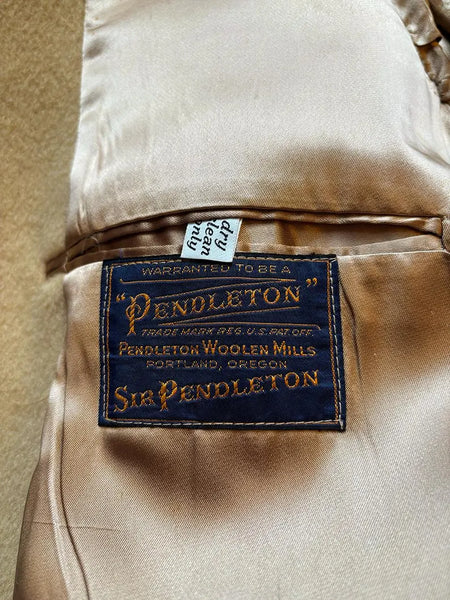 dry
clean
only
WARRANTED TO BE A
"PENDLETON"
TRADE MARK REG. U.S. PAT OFF.
PENDLETON WOOLEN MILLS
PORTLAND, OREGON
SIR PENDLETON